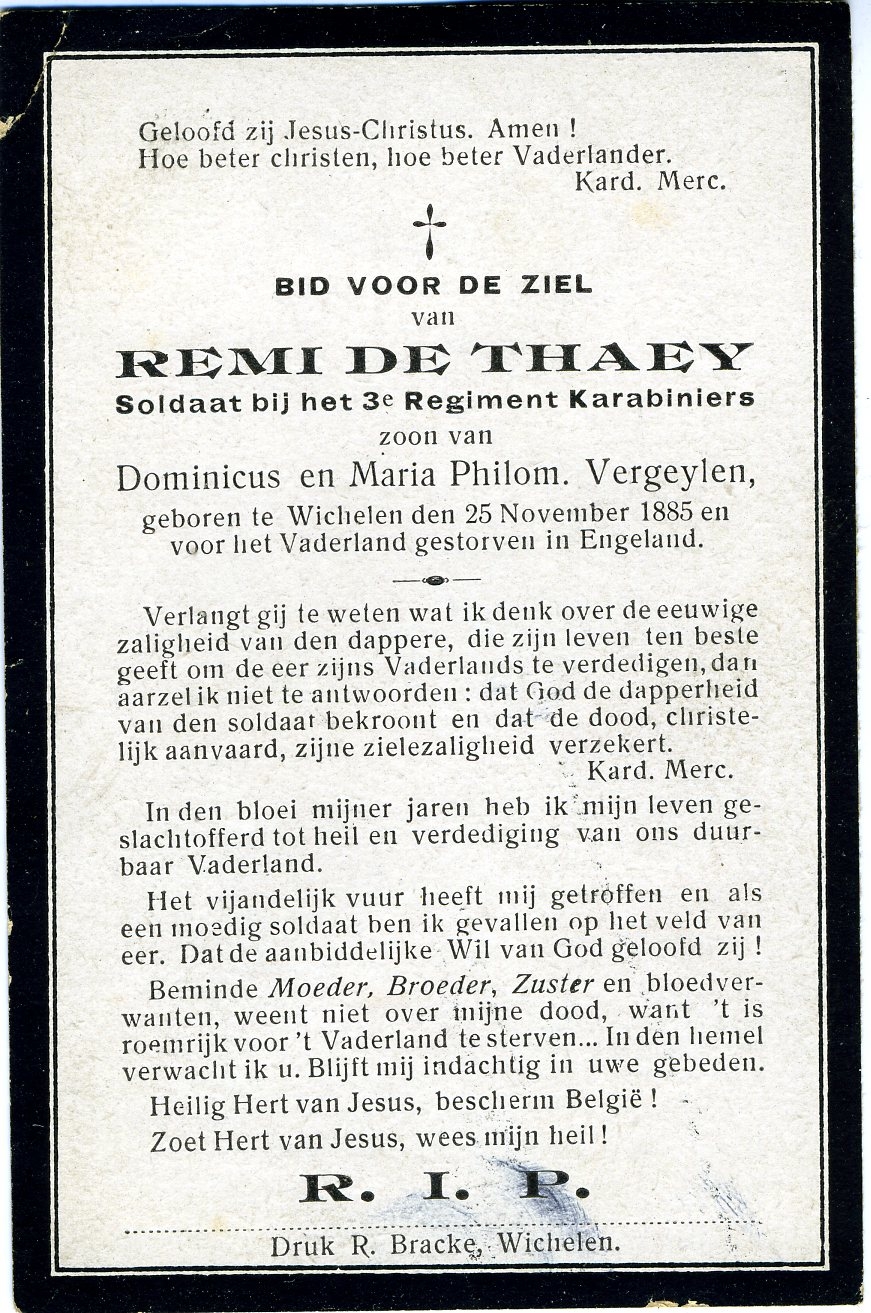 Geloofd zij Jesus-Christus. Amen !
Hoe beter christen, hoe beter Vaderlander.
Kard. Merc.
BID VOOR DE ZIEL
van
REMI DE THAEY
Soldaat bij het 3e Regiment Karabiniers
zoon van
Dominicus en Maria Philom. Vergeylen,
geboren te Wichelen den 25 November 1885 en
voor het Vaderland gestorven in Engeland.
Verlangt gij te weten wat ik denk over de eeuwige
zaligheid van den dappere, die zijn leven ten beste
geeft om de eer zijns Vaderlands te verdedigen, dan
aarzel ik niet te antwoorden : dat God de dapperheid
van den soldaat bekroont en dat de dood, christe-
lijk aanvaard, zijne zielezaligheid verzekert.
Kard. Merc.
In den bloei mijner jaren heb ik mijn leven ge-
slachtofferd tot heil en verdediging van ons duur-
baar Vaderland.
Het vijandelijk vuur heeft mij getroffen en als
een moedig soldaat ben ik gevallen op het veld van
eer. Dat de aanbiddelijke Wil van God geloofd zij !
Beminde Moeder, Broeder, Zuster en bloedver-
wanten, weent niet over mijne dood, want 't is
roemrijk voor 't Vaderland te sterven... In den hemel
verwacht ik u. Blijft mij indachtig in uwe gebeden.
Heilig Hert van Jesus, bescherm België !
Zoet Hert van Jesus, wees mijn heil !
R. I. P.
Druk R. Bracke, Wichelen.